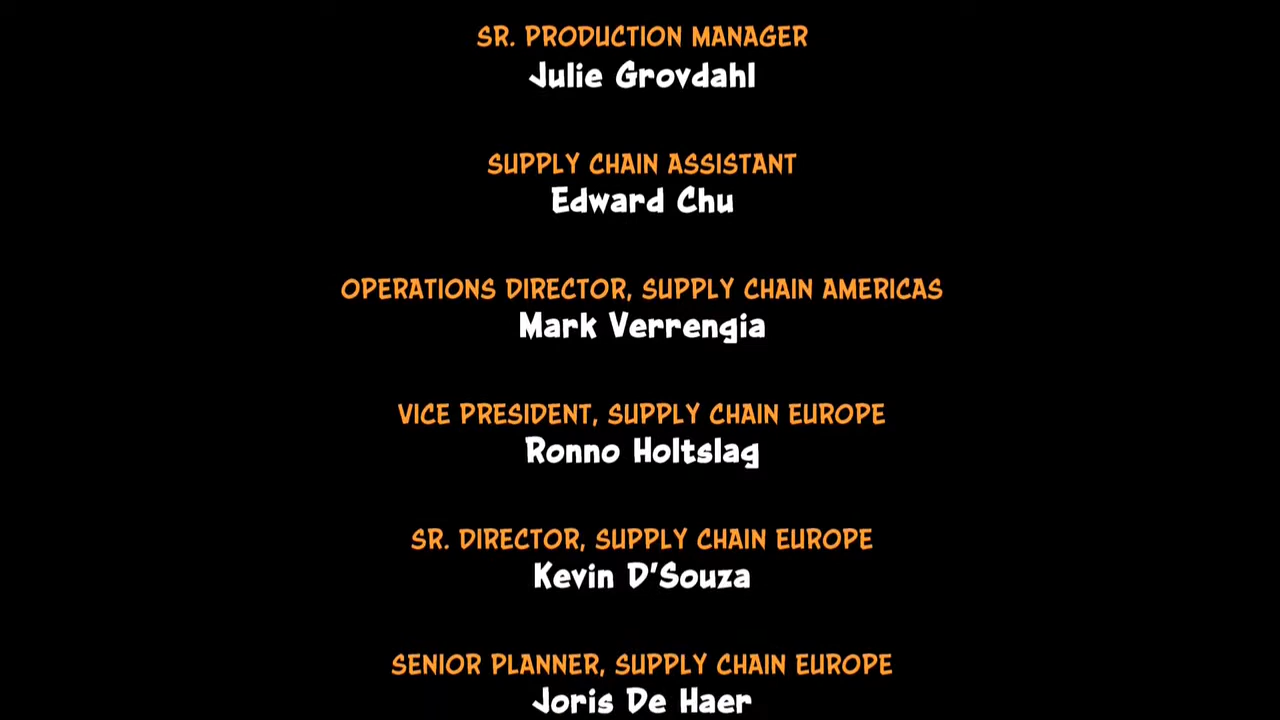 SR. PRODUCTION MANAGER
Julie Grovdahl
SUPPLY CHAIN ASSISTANT
Edward Chu
OPERATIONS DIRECTOR, SUPPLY CHAIN AMERICAS
Mark Verrengia
VICE PRESIDENT, SUPPLY CHAIN EUROPE
Ronno Holtslag
SR. DIRECTOR, SUPPLY CHAIN EUROPE
Kevin D'Souza
SENIOR PLANNER, SUPPLY CHAIN EUROPE
Joris De Haer